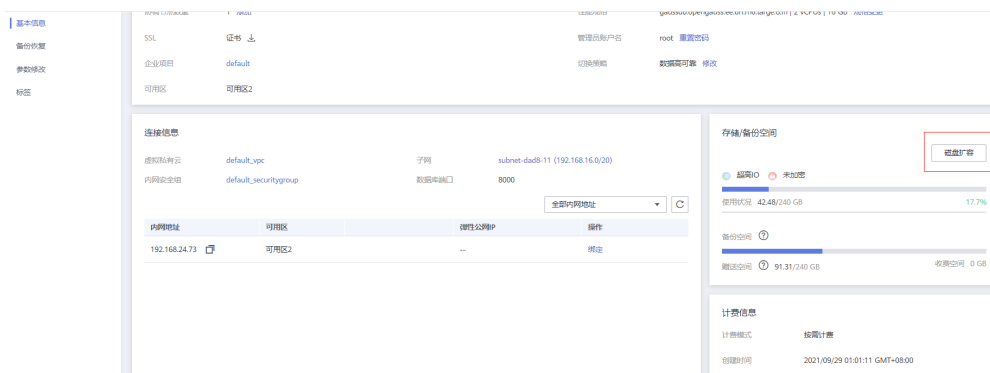 基本信息
备份恢复
参数修改
标签
1 添加
SSL 证书
管理员账户名 root 重置密码
企业项目 default
切换策略 数据高可靠 修改
可用区 可用区2
连接信息
虚拟私有云 default_vpc
子网 subnet-dad8-11 (192.168.16.0/20)
内网安全组 default_securitygroup
数据库端口 8000
全部内网地址
内网地址 可用区 弹性公网IP 操作
192.168.24.73 可用区2 -- 绑定
存储/备份空间
磁盘扩容
超高IO 未加密
使用状况 42.48/240 GB 17.7%
备份空间
赠送空间 91.31/240 GB 收费空间 0 GB
计费信息
计费模式 按需计费
创建时间 2021/09/29 01:01:11 GMT+08:00